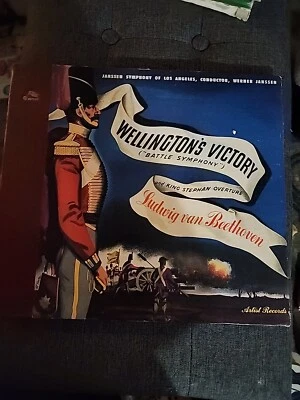 JANSSEN SYMPHONY OF LOS ANGELES, CONDUCTOR, WERNER JANSSEN
WELLINGTON'S VICTORY
("BATTLE SYMPHONY")
and KING STEPHAN OVERTURE
Ludwig van Beethoven
Artist Records